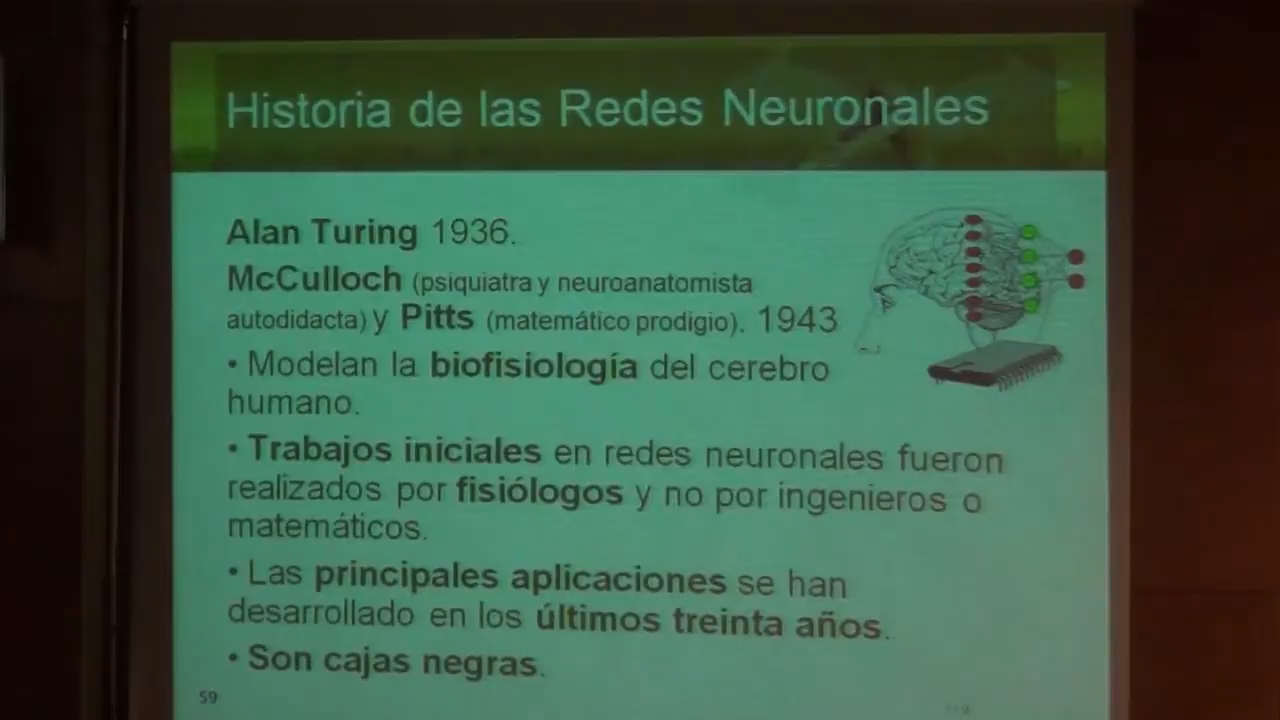 Historia de las Redes Neuronales
Alan Turing 1936.
McCulloch (psiquiatra y neuroanatomista
autodidacta) y Pitts (matemático prodigio). 1943
• Modelan la biofisiología del cerebro
humano.
• Trabajos iniciales en redes neuronales fueron
realizados por fisiólogos y no por ingenieros o
matemáticos.
• Las principales aplicaciones se han
desarrollado en los últimos treinta años.
• Son cajas negras.
59